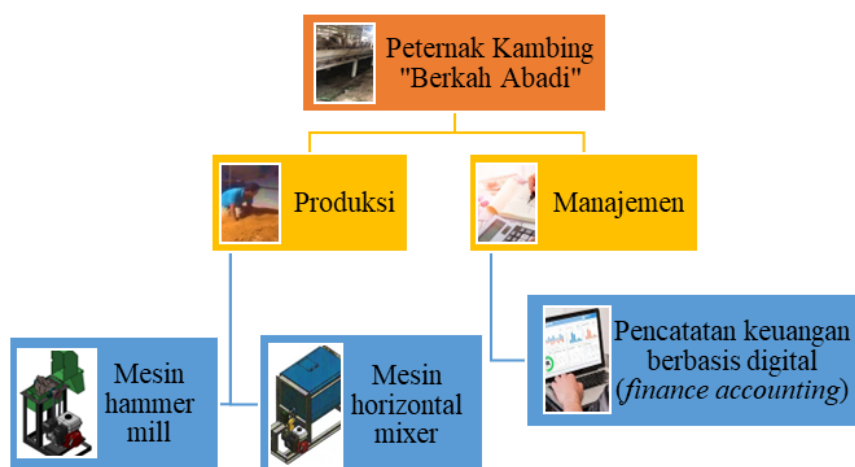 Peternak Kambing
"Berkah Abadi"
Produksi
Manajemen
Mesin
hammer
mill
Mesin
horizontal
mixer
Pencatatan keuangan
berbasis digital
(finance accounting)